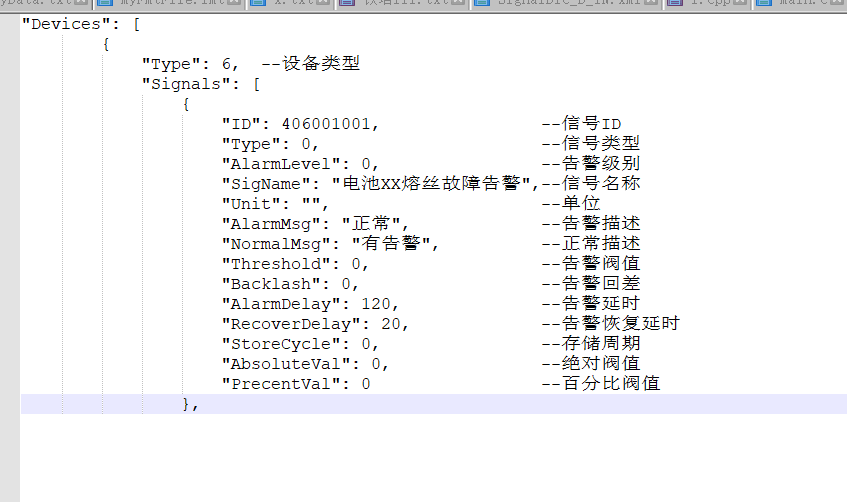 myFmtFile.fmt
x.txt
1.cpp
"Devices": [
{
"Type": 6, --设备类型
"Signals": [
{
"ID": 406001001, --信号ID
"Type": 0, --信号类型
"AlarmLevel": 0, --告警级别
"SigName": "电池XX熔丝故障告警",--信号名称
"Unit": "", --单位
"AlarmMsg": "正常", --告警描述
"NormalMsg": "有告警", --正常描述
"Threshold": 0, --告警阀值
"Backlash": 0, --告警回差
"AlarmDelay": 120, --告警延时
"RecoverDelay": 20, --告警恢复延时
"StoreCycle": 0, --存储周期
"AbsoluteVal": 0, --绝对阀值
"PrecentVal": 0 --百分比阀值
},